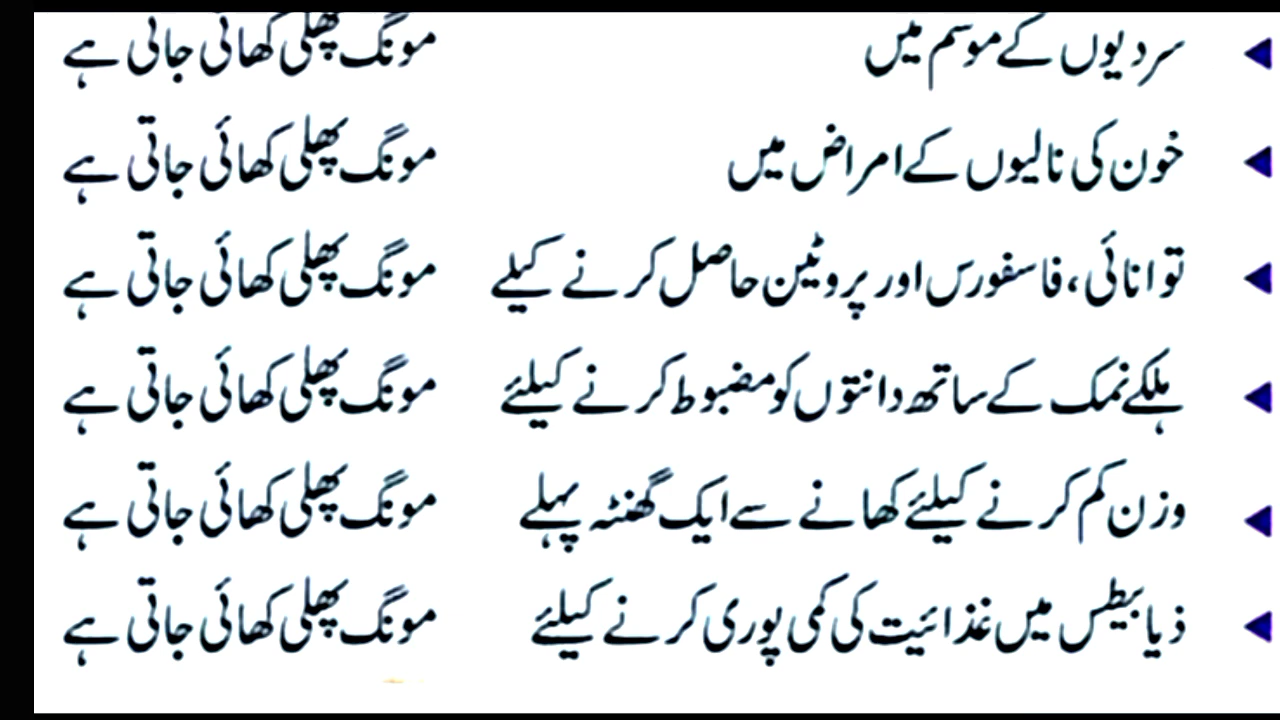 سردیوں کے موسم میں مونگ پھلی کھائی جاتی ہے
خون کی نالیوں کے امراض میں مونگ پھلی کھائی جاتی ہے
توانائی، فاسفورس اور پروٹین حاصل کرنے کیلے مونگ پھلی کھائی جاتی ہے
ہلکے نمک کے ساتھ دانتوں کو مضبوط کرنے کیلئے مونگ پھلی کھائی جاتی ہے
وزن کم کرنے کیلئے کھانے سے ایک گھنٹہ پہلے مونگ پھلی کھائی جاتی ہے
ذیابیطس میں غذائیت کی کمی پوری کرنے کیلئے مونگ پھلی کھائی جاتی ہے